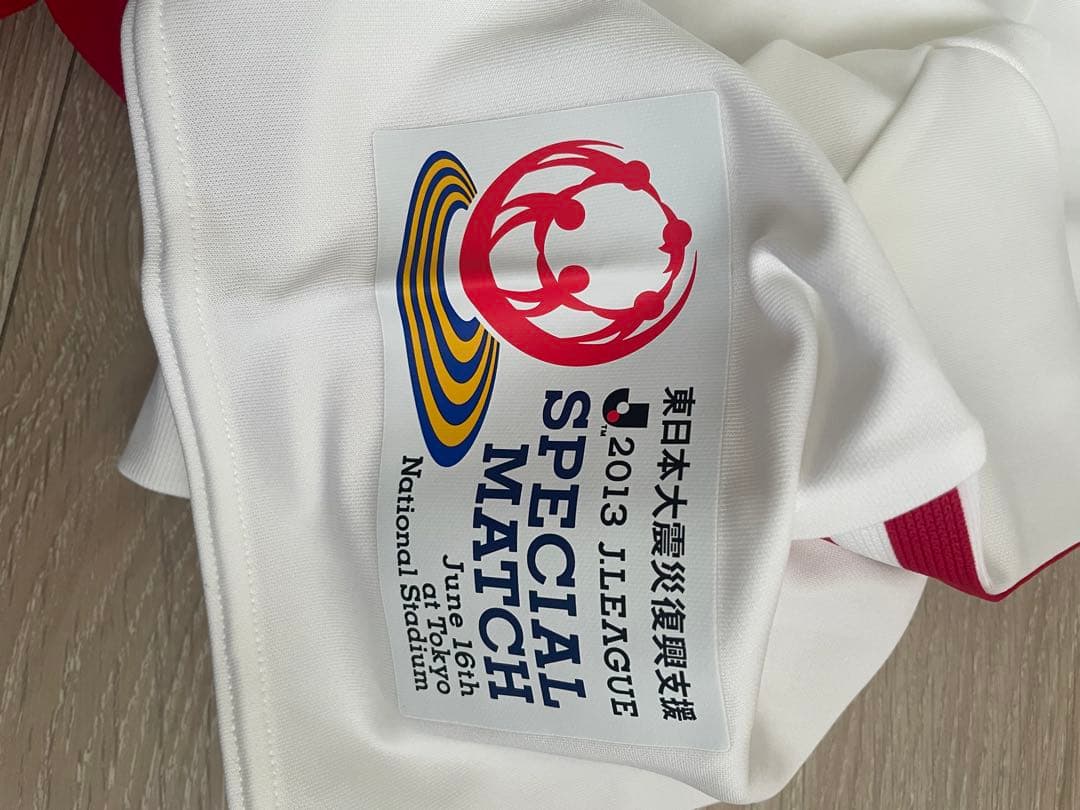 東日本大震災復興支援
™2013 J.LEAGUE
SPECIAL
MATCH
June 16th
at Tokyo
National Stadium